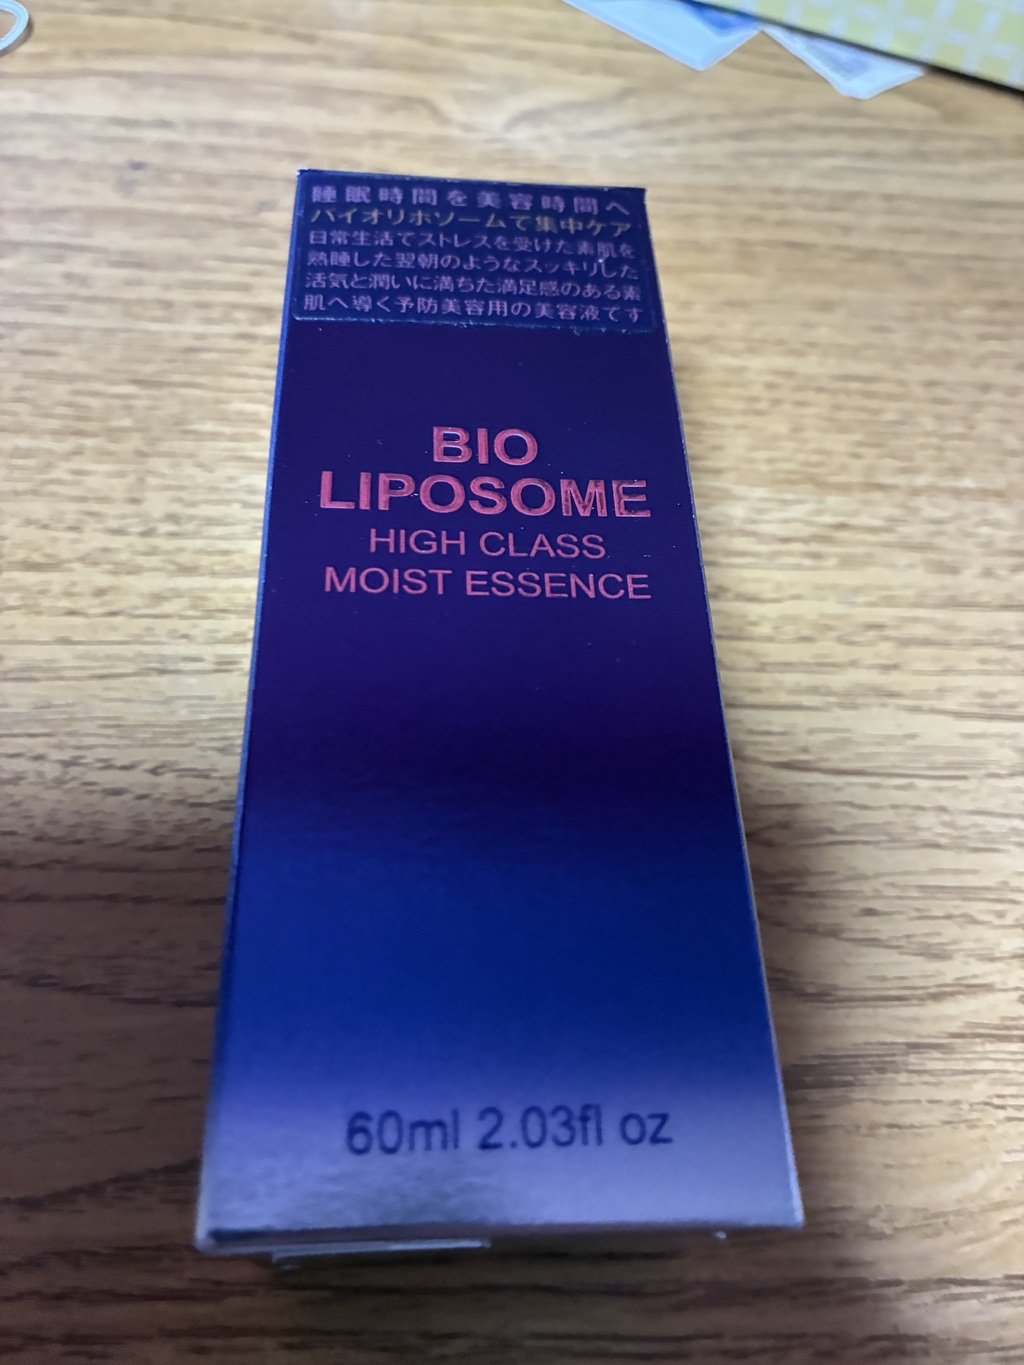 睡眠時間を美容時間へ
バイオリポソームで集中ケア
日常生活でストレスを受けた素肌を
熟睡した翌朝のようなスッキリした
活気と潤いに満ちた満足感のある素
肌へ導く予防美容用の美容液です
BIO
LIPOSOME
HIGH CLASS
MOIST ESSENCE
60ml 2.03fl oz